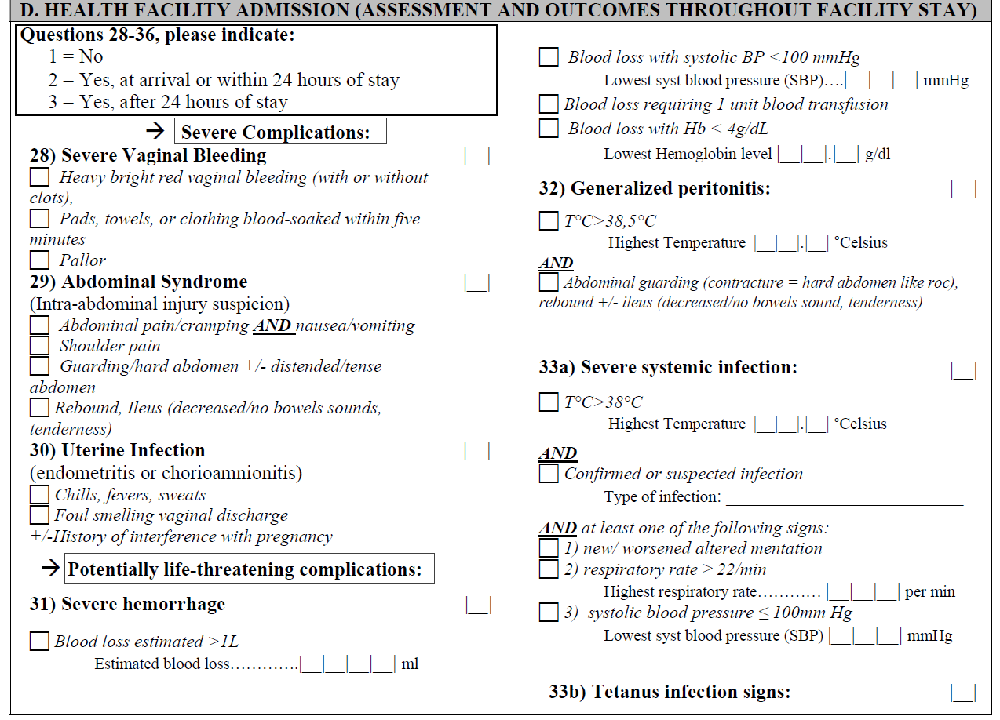 D. HEALTH FACILITY ADMISSION (ASSESSMENT AND OUTCOMES THROUGHOUT FACILITY STAY)
Questions 28-36, please indicate:
1 = No
2 = Yes, at arrival or within 24 hours of stay
3 = Yes, after 24 hours of stay
→ Severe Complications:
28) Severe Vaginal Bleeding |__|
☐ Heavy bright red vaginal bleeding (with or without
clots),
☐ Pads, towels, or clothing blood-soaked within five
minutes
☐ Pallor
29) Abdominal Syndrome |__|
(Intra-abdominal injury suspicion)
☐ Abdominal pain/cramping AND nausea/vomiting
☐ Shoulder pain
☐ Guarding/hard abdomen +/- distended/tense
abdomen
☐ Rebound, Ileus (decreased/no bowels sounds,
tenderness)
30) Uterine Infection |__|
(endometritis or chorioamnionitis)
☐ Chills, fevers, sweats
☐ Foul smelling vaginal discharge
+/-History of interference with pregnancy
→ Potentially life-threatening complications:
31) Severe hemorrhage |__|
☐ Blood loss estimated >1L
Estimated blood loss………….|__|__|__|__| ml
☐ Blood loss with systolic BP <100 mmHg
Lowest syst blood pressure (SBP)….|__|__|__| mmHg
☐ Blood loss requiring 1 unit blood transfusion
☐ Blood loss with Hb < 4g/dL
Lowest Hemoglobin level |__|__|.|__| g/dl
32) Generalized peritonitis: |__|
☐ T°C>38,5°C
Highest Temperature |__|__|.|__| °Celsius
AND
☐ Abdominal guarding (contracture = hard abdomen like roc),
rebound +/- ileus (decreased/no bowels sound, tenderness)
33a) Severe systemic infection: |__|
☐ T°C>38°C
Highest Temperature |__|__|.|__| °Celsius
AND
☐ Confirmed or suspected infection
Type of infection: ______________________________
AND at least one of the following signs:
☐ 1) new/ worsened altered mentation
☐ 2) respiratory rate ≥ 22/min
Highest respiratory rate………… |__|__|__| per min
☐ 3) systolic blood pressure ≤ 100mm Hg
Lowest syst blood pressure (SBP) |__|__|__| mmHg
33b) Tetanus infection signs: |__|